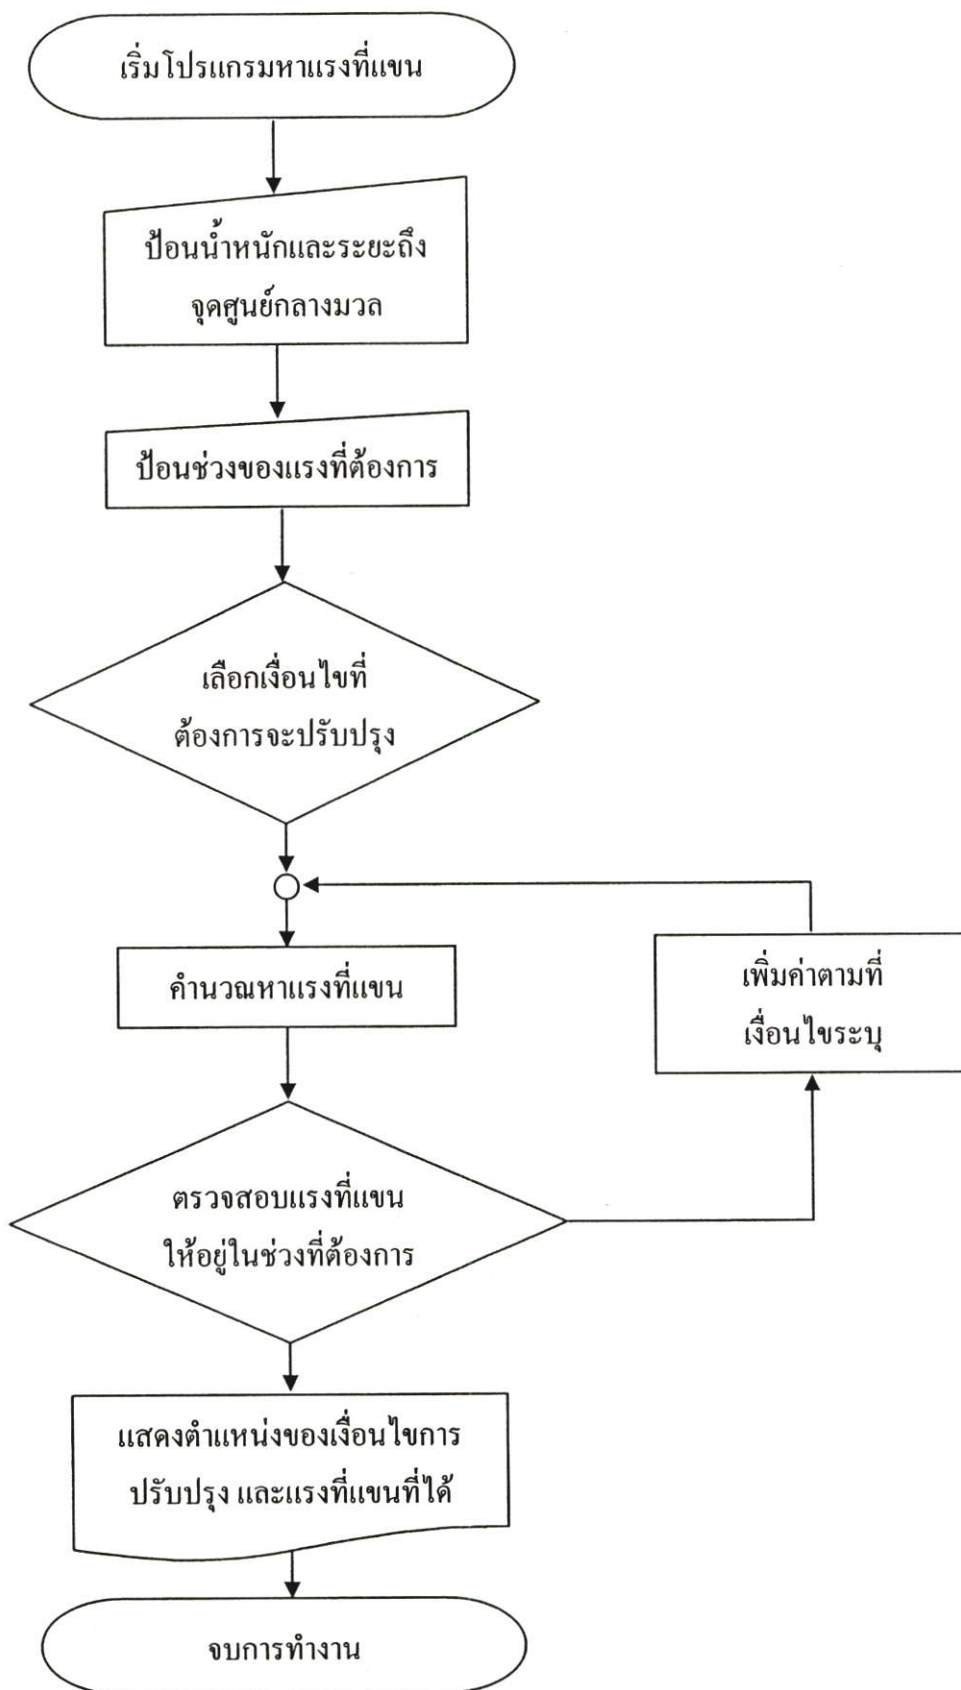 เริ่มโปรแกรมหาแรงที่แขน
ป้อนน้ำหนักและระยะถึง
จุดศูนย์กลางมวล
ป้อนช่วงของแรงที่ต้องการ
เลือกเงื่อนไขที่
ต้องการจะปรับปรุง
คำนวณหาแรงที่แขน
เพิ่มค่าตามที่
เงื่อนไขระบุ
ตรวจสอบแรงที่แขน
ให้อยู่ในช่วงที่ต้องการ
แสดงตำแหน่งของเงื่อนไขการ
ปรับปรุง และแรงที่แขนที่ได้
จบการทำงาน